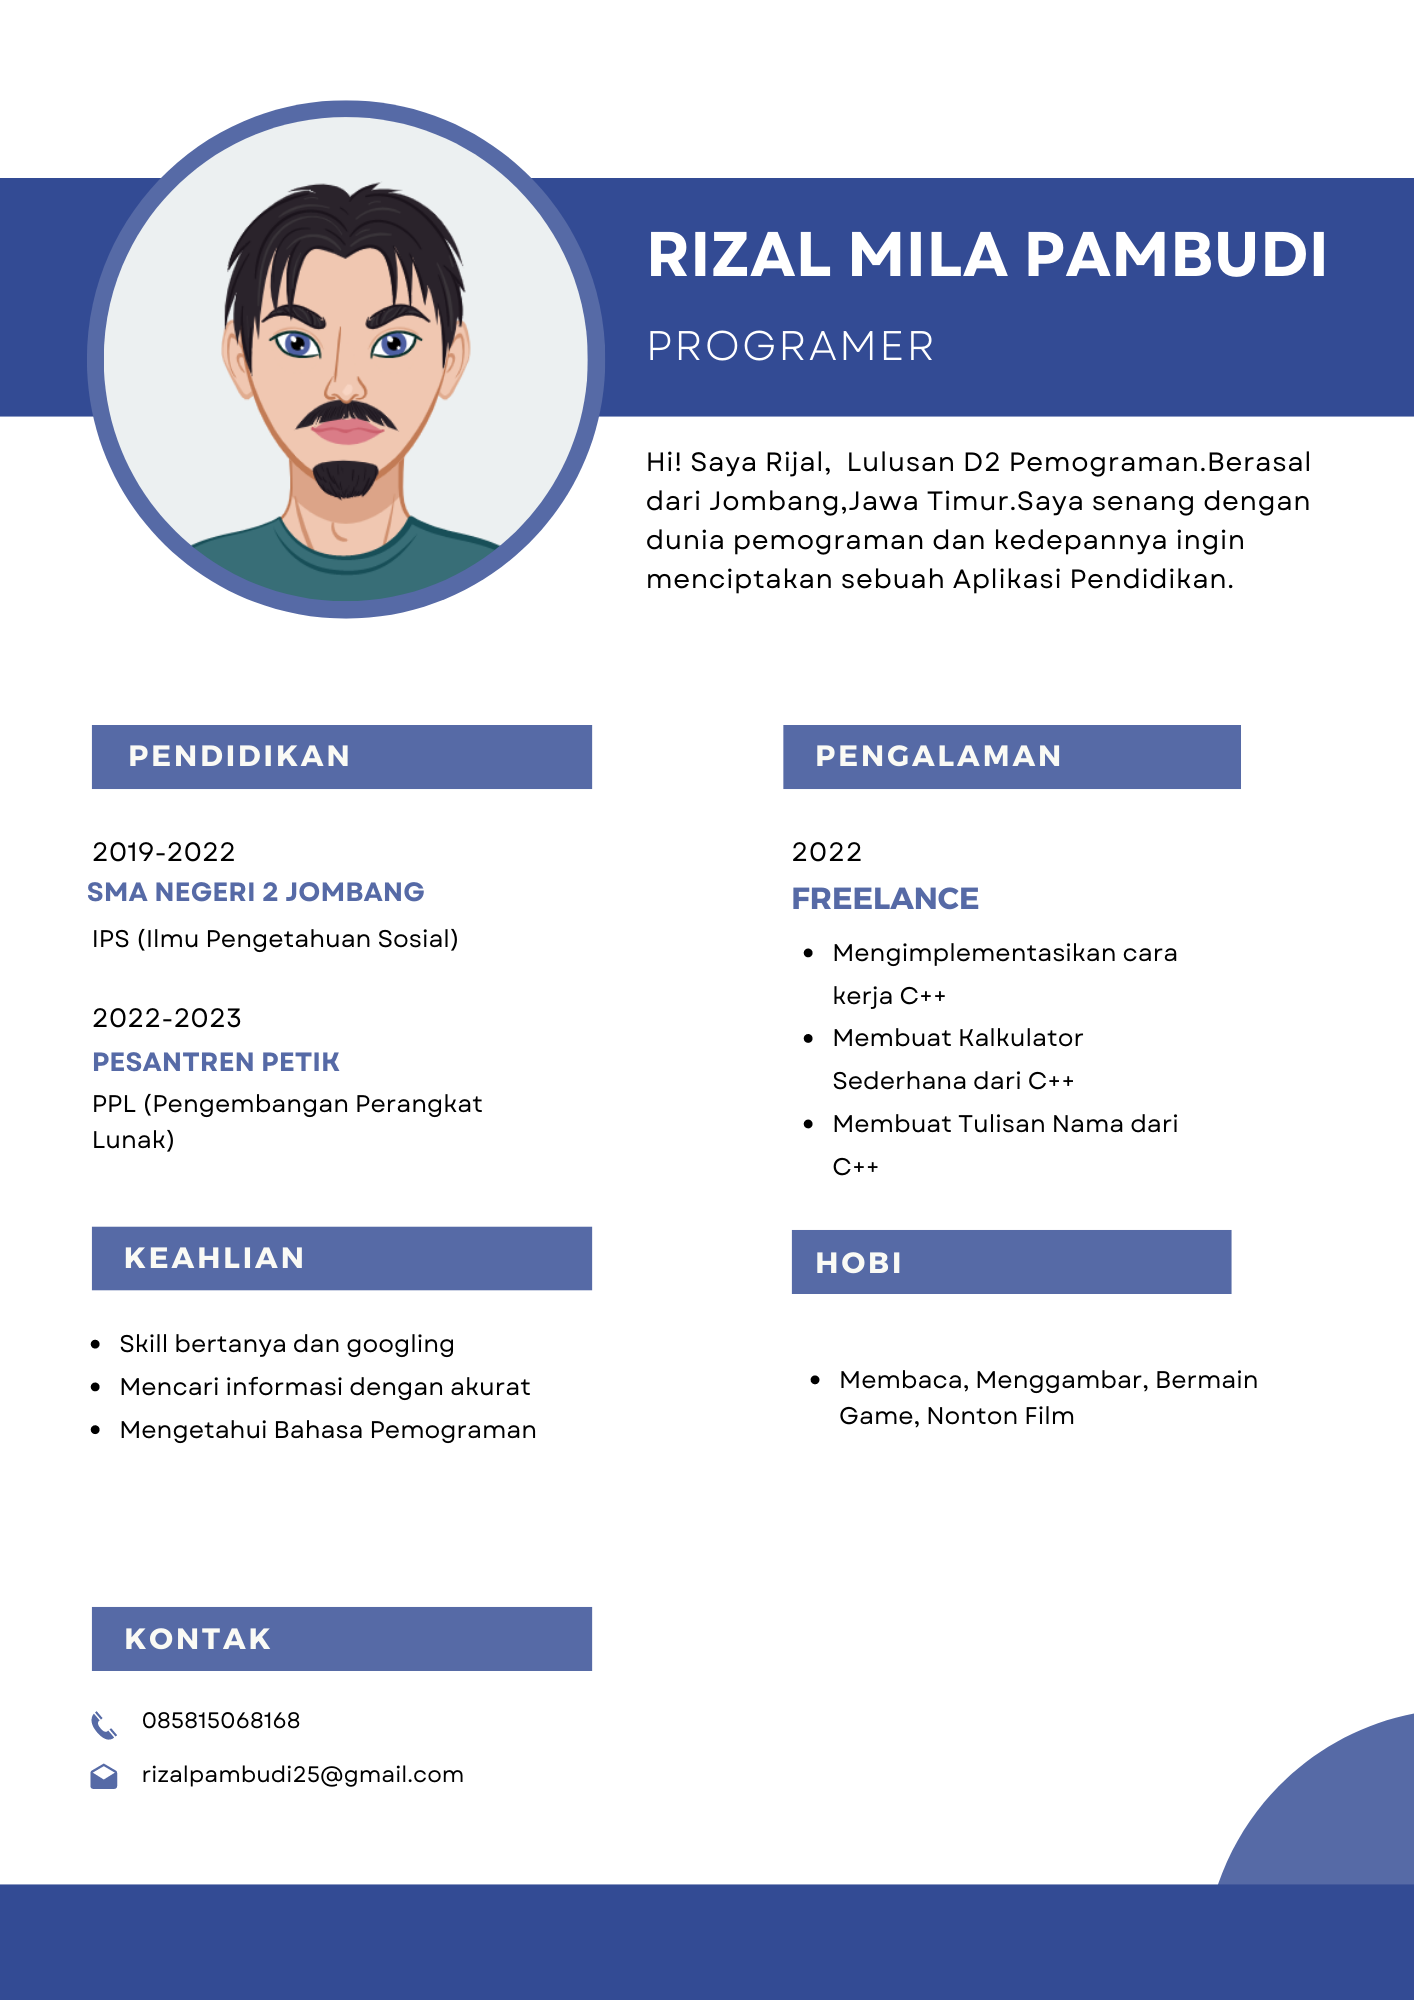 RIZAL MILA PAMBUDI
PROGRAMER
Hi! Saya Rijal,  Lulusan D2 Pemograman.Berasal
dari Jombang,Jawa Timur.Saya senang dengan
dunia pemograman dan kedepannya ingin
menciptakan sebuah Aplikasi Pendidikan.
PENDIDIKAN
2019-2022
SMA NEGERI 2 JOMBANG
IPS (Ilmu Pengetahuan Sosial)
2022-2023
PESANTREN PETIK
PPL (Pengembangan Perangkat
Lunak)
KEAHLIAN
• Skill bertanya dan googling
• Mencari informasi dengan akurat
• Mengetahui Bahasa Pemograman
KONTAK
085815068168
rizalpambudi25@gmail.com
PENGALAMAN
2022
FREELANCE
• Mengimplementasikan cara
kerja C++
• Membuat Kalkulator
Sederhana dari C++
• Membuat Tulisan Nama dari
C++
HOBI
• Membaca, Menggambar, Bermain
Game, Nonton Film